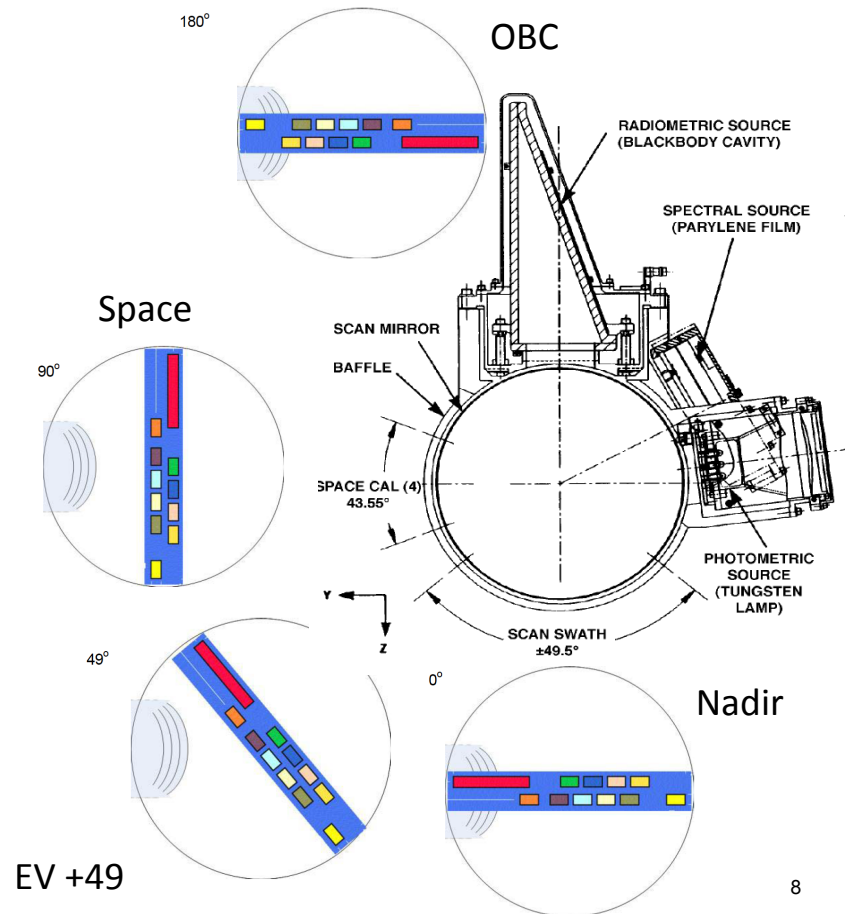 180°
OBC
RADIOMETRIC SOURCE
(BLACKBODY CAVITY)
SPECTRAL SOURCE
(PARYLENE FILM)
Space
SCAN MIRROR
BAFFLE
90°
SPACE CAL (4)
43.55°
PHOTOMETRIC
SOURCE
(TUNGSTEN
LAMP)
Y
Z
SCAN SWATH
±49.5°
49°
0°
Nadir
EV +49
8